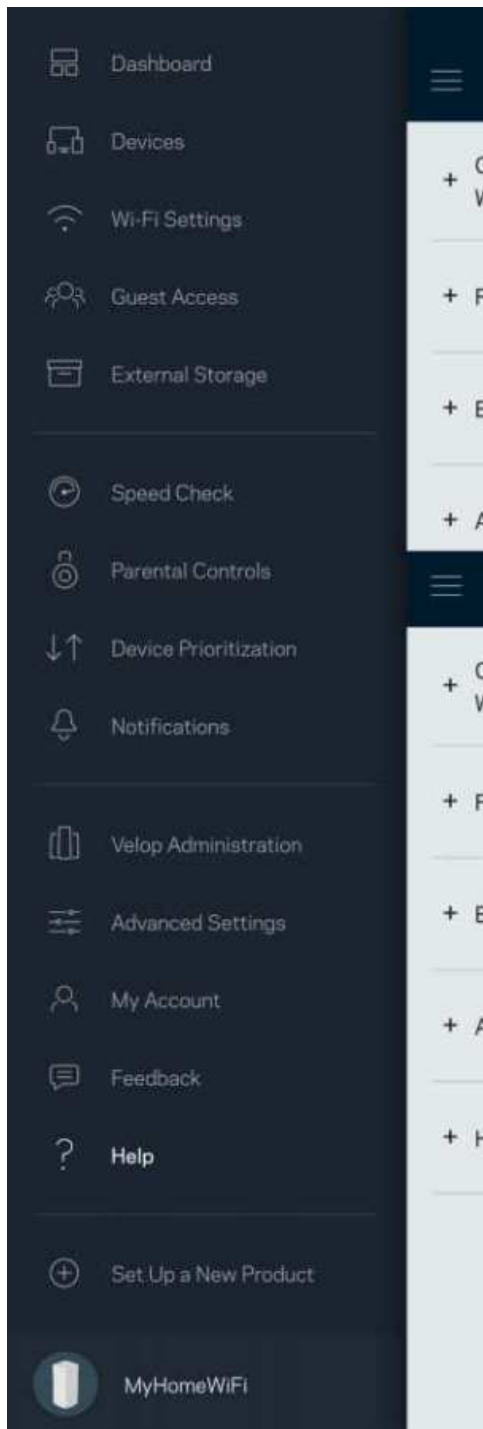 Dashboard
Devices
Wi-Fi Settings
Guest Access
External Storage
Speed Check
Parental Controls
Device Prioritization
Notifications
Velop Administration
Advanced Settings
My Account
Feedback
Help
Set Up a New Product
MyHomeWiFi